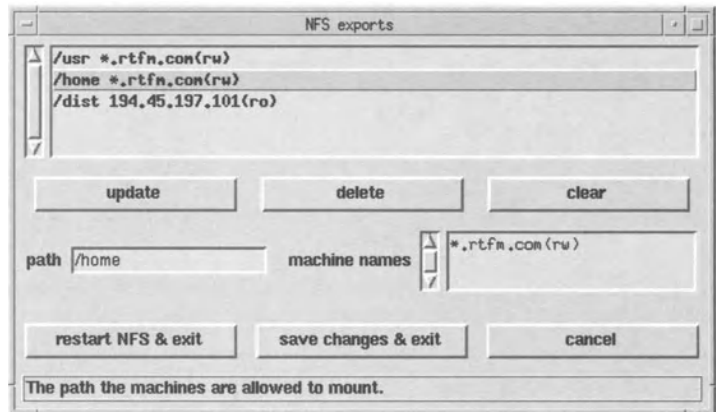 NFS exports
/usr *.rtfm.com(rw)
/home *.rtfm.com(rw)
/dist 194.45.197.101(ro)
update delete clear
path /home machine names *.rtfm.com(rw)
restart NFS & exit save changes & exit cancel
The path the machines are allowed to mount.